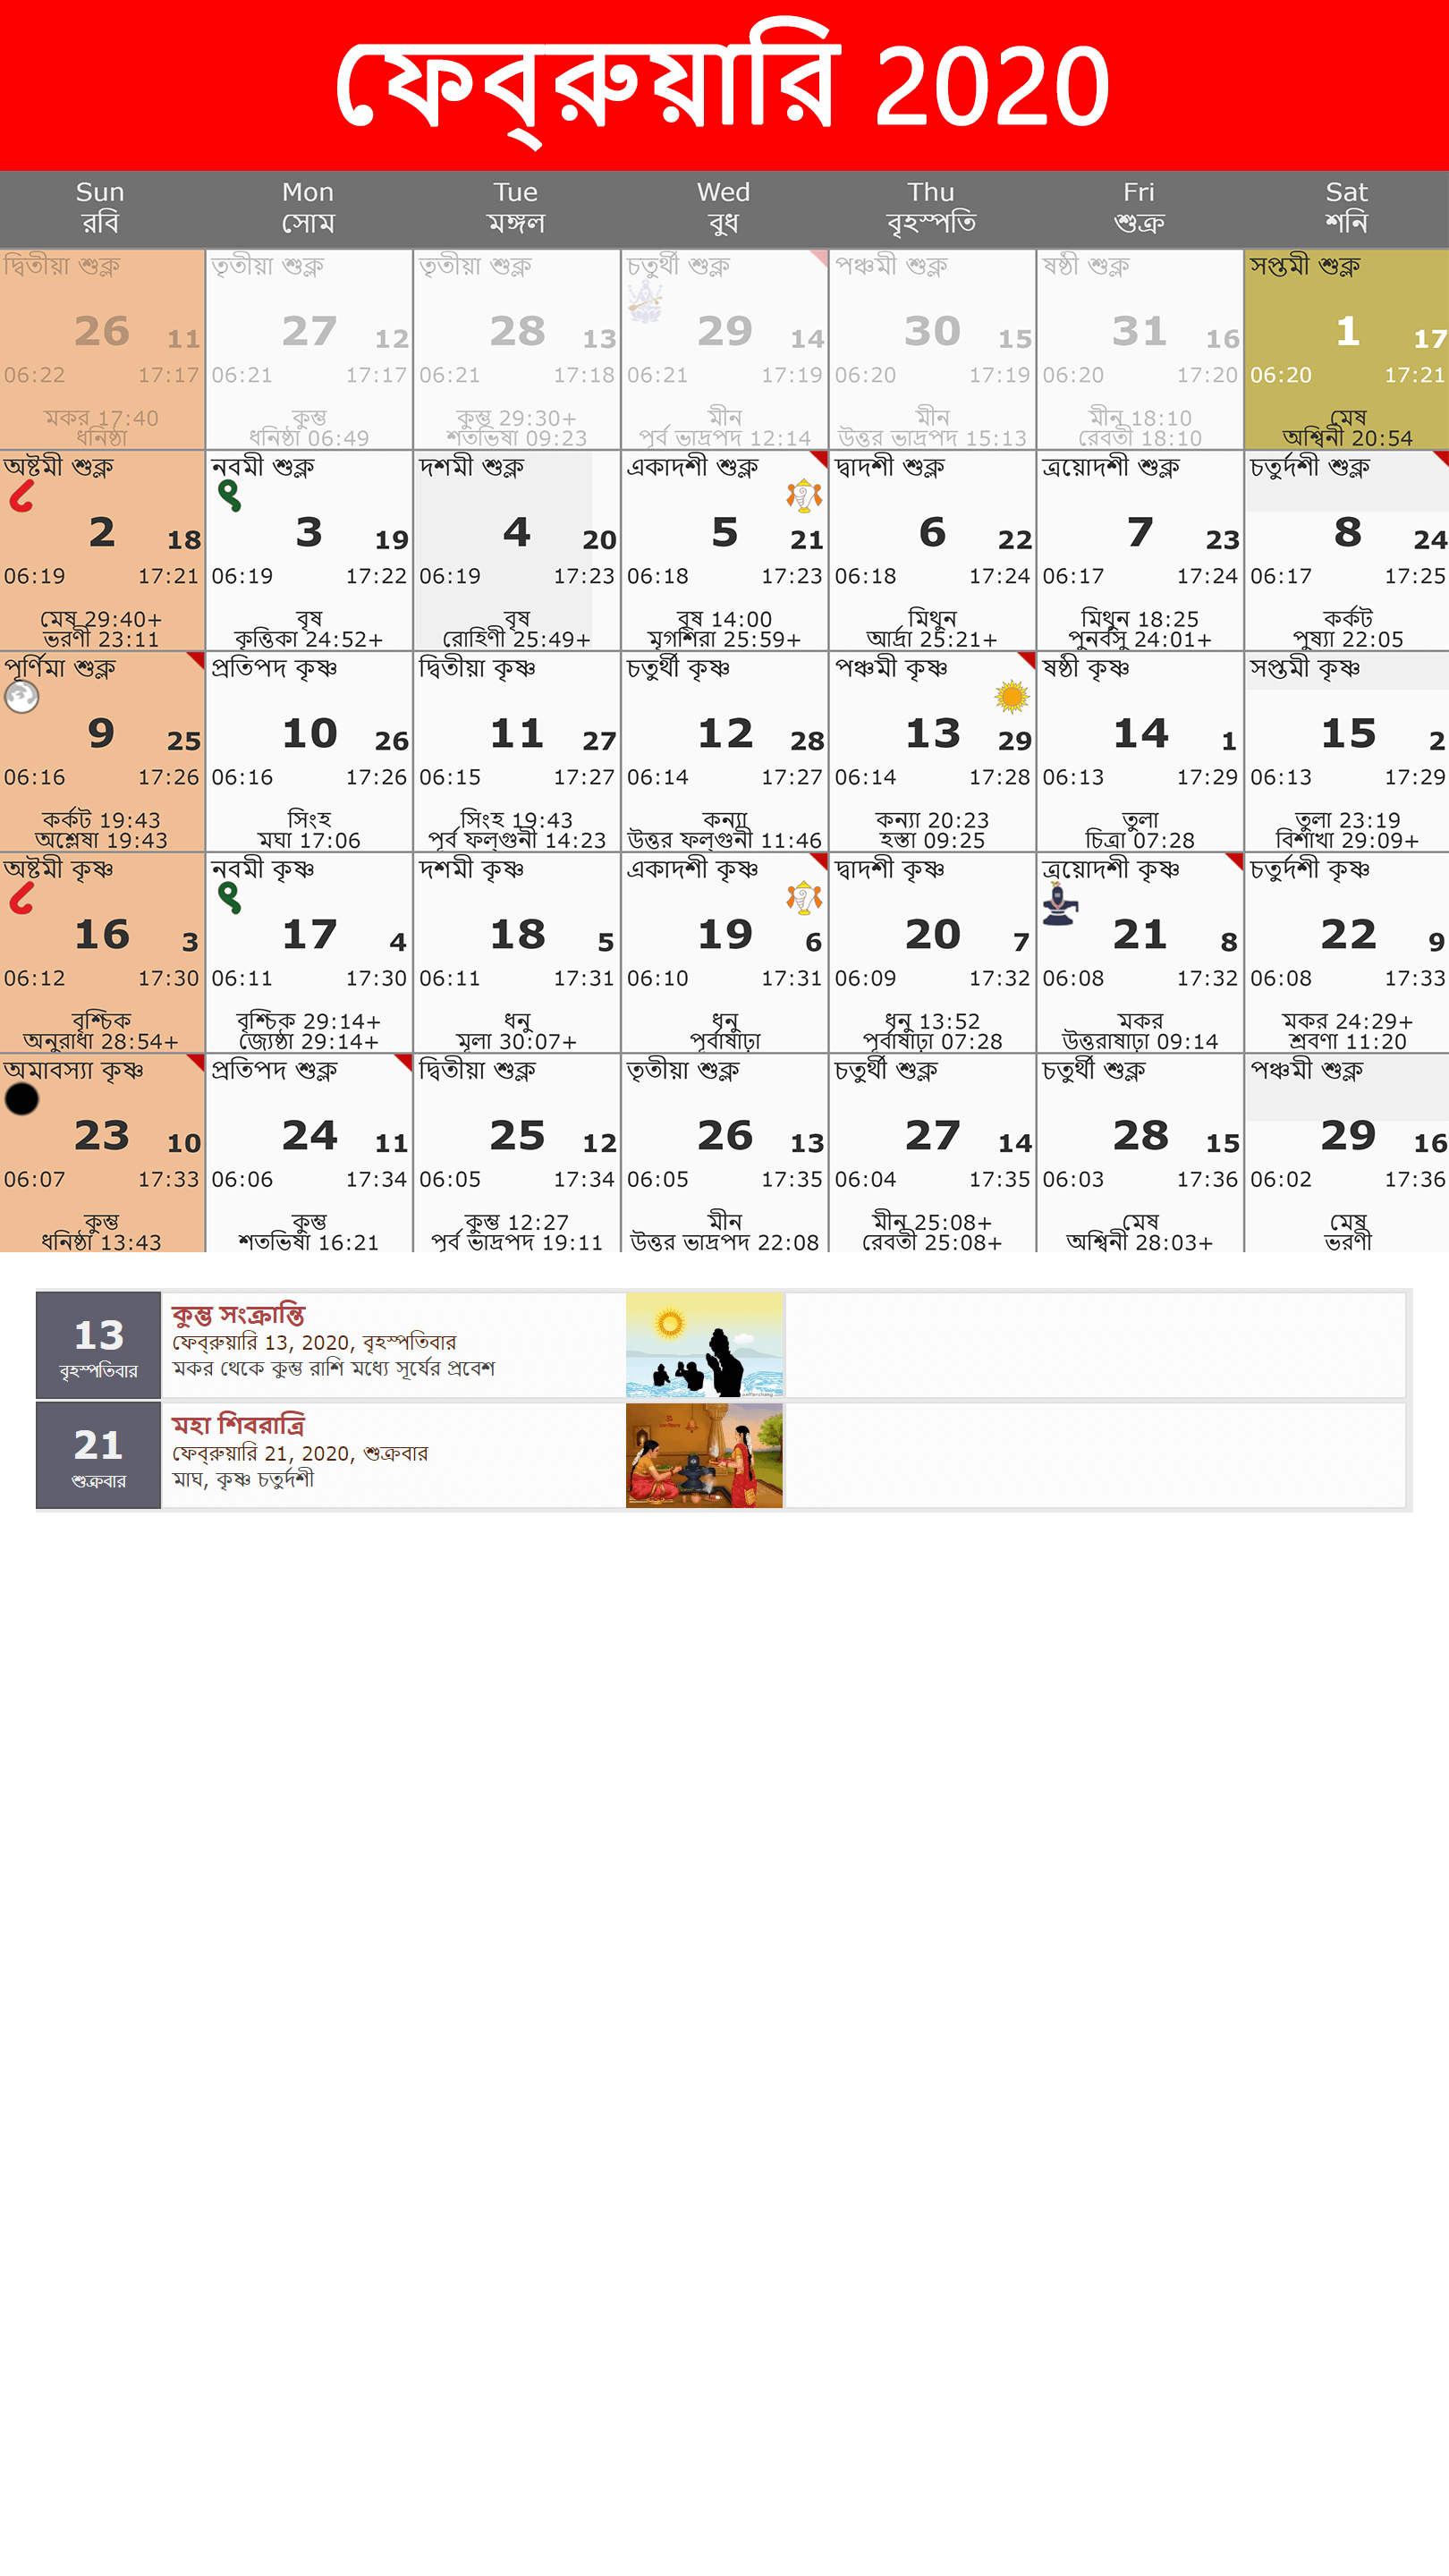 ফেব্রুয়ারি 2020
Sun Mon Tue Wed Thu Fri Sat
রবি সোম মঙ্গল বুধ বৃহস্পতি শুক্র শনি
দ্বিতীয়া শুক্ল তৃতীয়া শুক্ল তৃতীয়া শুক্ল চতুর্থী শুক্ল পঞ্চমী শুক্ল ষষ্ঠী শুক্ল সপ্তমী শুক্ল
26 11 27 12 28 13 29 14 30 15 31 16 1 17
06:22 17:17 06:21 17:17 06:21 17:18 06:21 17:19 06:20 17:19 06:20 17:20 06:20 17:21
মকর 17:40 কুম্ভ কুম্ভ 29:30+ মীন মীন মীন 18:10 মেষ
ধনিষ্ঠা ধনিষ্ঠা 06:49 শতভিষা 09:23 পূর্ব ভাদ্রপদ 12:14 উত্তর ভাদ্রপদ 15:13 রেবতী 18:10 অশ্বিনী 20:54
অষ্টমী শুক্ল নবমী শুক্ল দশমী শুক্ল একাদশী শুক্ল দ্বাদশী শুক্ল ত্রয়োদশী শুক্ল চতুর্দশী শুক্ল
2 18 3 19 4 20 5 21 6 22 7 23 8 24
06:19 17:21 06:19 17:22 06:19 17:23 06:18 17:23 06:18 17:24 06:17 17:24 06:17 17:25
মেষ 29:40+ বৃষ বৃষ বৃষ 14:00 মিথুন মিথুন 18:25 কর্কট
ভরণী 23:11 কৃত্তিকা 24:52+ রোহিণী 25:49+ মৃগশিরা 25:59+ আর্দ্রা 25:21+ পুনর্বসু 24:01+ পুষ্যা 22:05
পূর্ণিমা শুক্ল প্রতিপদ কৃষ্ণ দ্বিতীয়া কৃষ্ণ চতুর্থী কৃষ্ণ পঞ্চমী কৃষ্ণ ষষ্ঠী কৃষ্ণ সপ্তমী কৃষ্ণ
9 25 10 26 11 27 12 28 13 29 14 1 15 2
06:16 17:26 06:16 17:26 06:15 17:27 06:14 17:27 06:14 17:28 06:13 17:29 06:13 17:29
কর্কট 19:43 সিংহ সিংহ 19:43 কন্যা কন্যা 20:23 তুলা তুলা 23:19
অশ্লেষা 19:43 মঘা 17:06 পূর্ব ফল্গুনী 14:23 উত্তর ফল্গুনী 11:46 হস্তা 09:25 চিত্রা 07:28 বিশাখা 29:09+
অষ্টমী কৃষ্ণ নবমী কৃষ্ণ দশমী কৃষ্ণ একাদশী কৃষ্ণ দ্বাদশী কৃষ্ণ ত্রয়োদশী কৃষ্ণ চতুর্দশী কৃষ্ণ
16 3 17 4 18 5 19 6 20 7 21 8 22 9
06:12 17:30 06:11 17:30 06:11 17:31 06:10 17:31 06:09 17:32 06:08 17:32 06:08 17:33
বৃশ্চিক বৃশ্চিক 29:14+ ধনু ধনু ধনু 13:52 মকর মকর 24:29+
অনুরাধা 28:54+ জ্যেষ্ঠা 29:14+ মূলা 30:07+ পূর্বাষাঢ়া পূর্বাষাঢ়া 07:28 উত্তরাষাঢ়া 09:14 শ্রবণা 11:20
অমাবস্যা কৃষ্ণ প্রতিপদ শুক্ল দ্বিতীয়া শুক্ল তৃতীয়া শুক্ল চতুর্থী শুক্ল চতুর্থী শুক্ল পঞ্চমী শুক্ল
23 10 24 11 25 12 26 13 27 14 28 15 29 16
06:07 17:33 06:06 17:34 06:05 17:34 06:05 17:35 06:04 17:35 06:03 17:36 06:02 17:36
কুম্ভ কুম্ভ কুম্ভ 12:27 মীন মীন 25:08+ মেষ মেষ
ধনিষ্ঠা 13:43 শতভিষা 16:21 পূর্ব ভাদ্রপদ 19:11 উত্তর ভাদ্রপদ 22:08 রেবতী 25:08+ অশ্বিনী 28:03+ ভরণী
13
বৃহস্পতিবার
কুম্ভ সংক্রান্তি
ফেব্রুয়ারি 13, 2020, বৃহস্পতিবার
মকর থেকে কুম্ভ রাশি মধ্যে সূর্যের প্রবেশ
21
শুক্রবার
মহা শিবরাত্রি
ফেব্রুয়ারি 21, 2020, শুক্রবার
মাঘ, কৃষ্ণ চতুর্দশী